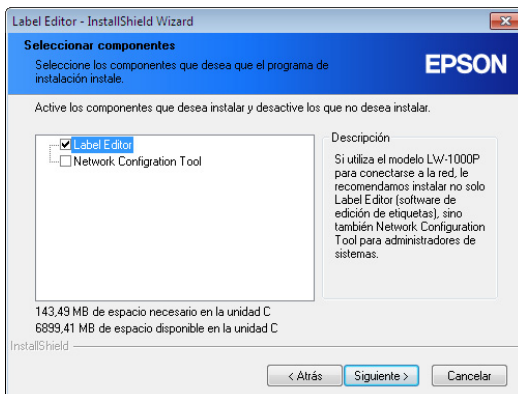 Label Editor - InstallShield Wizard
Seleccionar componentes
Seleccione los componentes que desea que el programa de
instalación instale.
EPSON
Active los componentes que desea instalar y desactive los que no desea instalar.
Label Editor
Network Configration Tool
Descripción
Si utiliza el modelo LW-1000P
para conectarse a la red, le
recomendamos instalar no solo
Label Editor (software de
edición de etiquetas), sino
también Network Configuration
Tool para administradores de
sistemas.
143,49 MB de espacio necesario en la unidad C
6899,41 MB de espacio disponible en la unidad C
InstallShield
< Atrás
Siguiente >
Cancelar